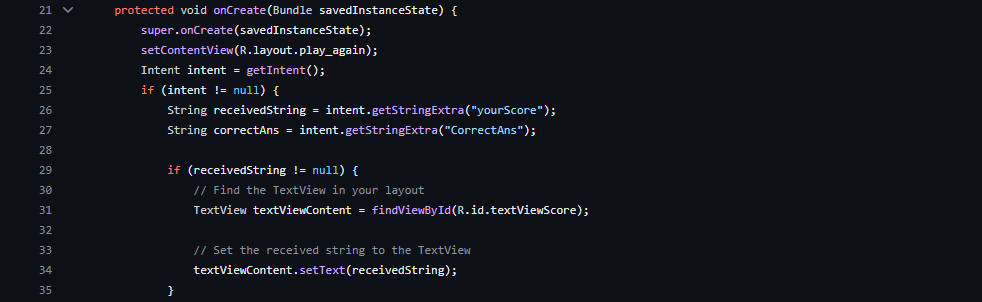 21 protected void onCreate(Bundle savedInstanceState) {
22 super.onCreate(savedInstanceState);
23 setContentView(R.layout.play_again);
24 Intent intent = getIntent();
25 if (intent != null) {
26 String receivedString = intent.getStringExtra("yourScore");
27 String correctAns = intent.getStringExtra("CorrectAns");
28
29 if (receivedString != null) {
30 // Find the TextView in your layout
31 TextView textViewContent = findViewById(R.id.textViewScore);
32
33 // Set the received string to the TextView
34 textViewContent.setText(receivedString);
35 }